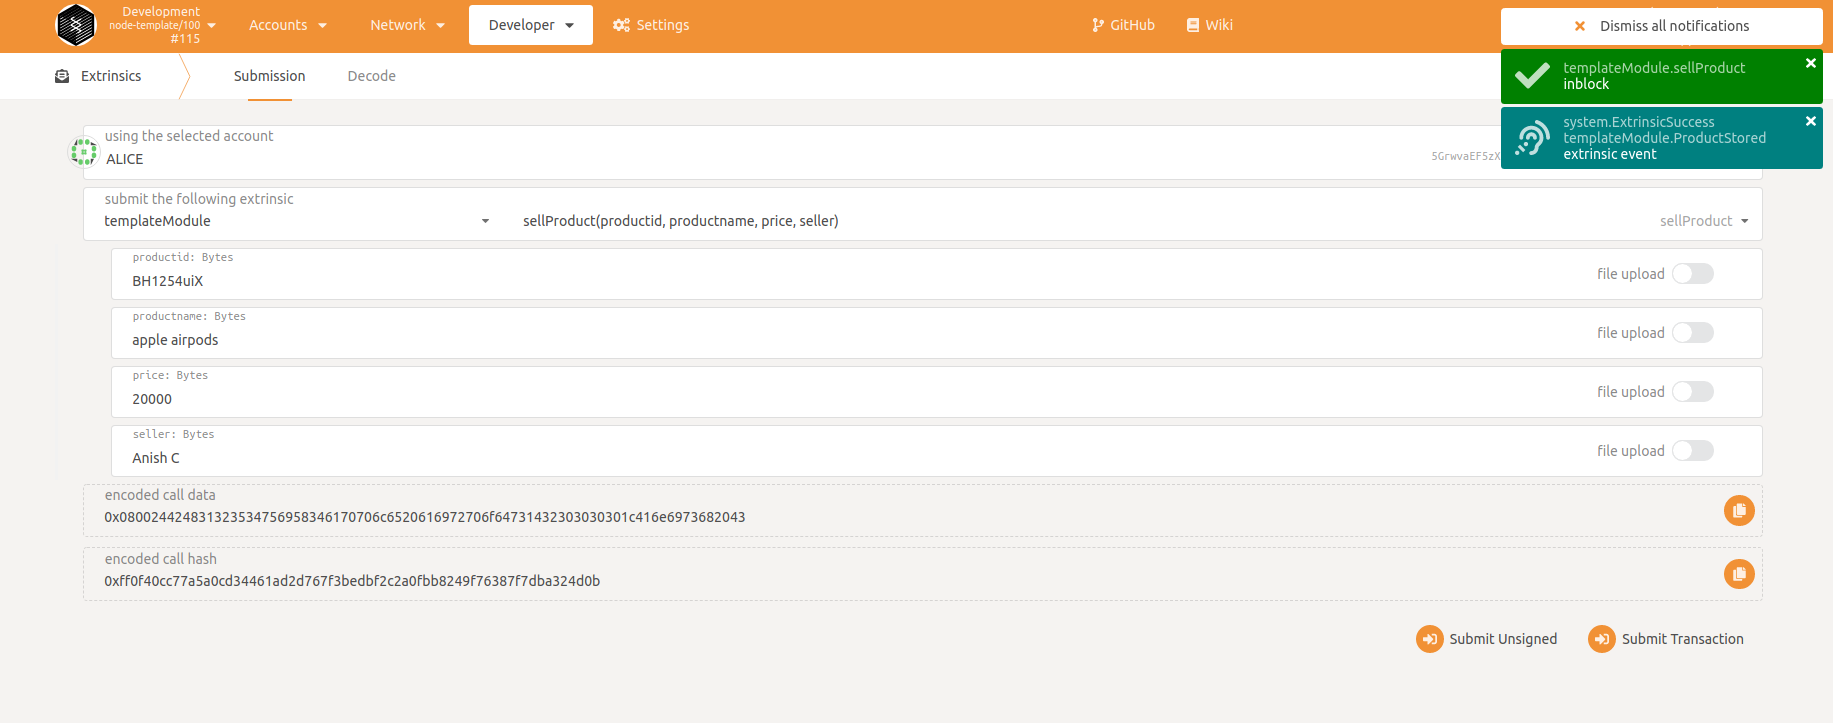 Development
node-template/100
#115
Accounts
Network
Developer
Settings
GitHub
Wiki
Dismiss all notifications
templateModule.sellProduct
inblock
system.ExtrinsicSuccess
templateModule.ProductStored
extrinsic event
Extrinsics
Submission
Decode
using the selected account
ALICE
5GrwvaEF5zX
submit the following extrinsic
templateModule
sellProduct(productid, productname, price, seller)
sellProduct
productid: Bytes
BH1254uiX
file upload
productname: Bytes
apple airpods
file upload
price: Bytes
20000
file upload
seller: Bytes
Anish C
file upload
encoded call data
0x080024424831323534756958346170706c6520616972706f64731432303030301c416e6973682043
encoded call hash
0xff0f40cc77a5a0cd34461ad2d767f3bedbf2c2a0fbb8249f76387f7dba324d0b
Submit Unsigned
Submit Transaction